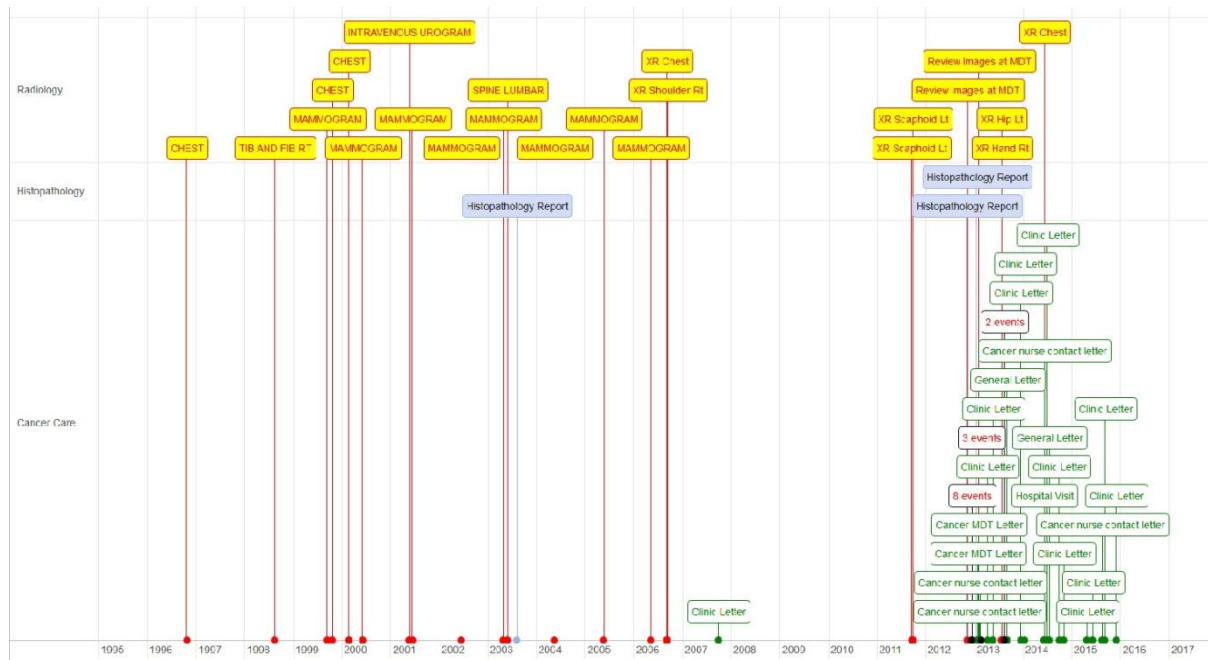 INTRAVENCUS UROGRAM
XR Chest
CHEST
XR Chest
Review Images at MDT
Radiology
CHEST
SPINE LUMBAR
XR Shoulder Rt
Review Images at MDT
MAMMOGRAM
MAMMOGRAM
MAMMOGRAM
MAMNOGRAM
XR Scaphoid Lt
XR Hip Lt
CHEST
TIB AND FIB RT
MAMMOGRAM
MAMMOGRAM
MAMMOGRAM
MAMMOGRAM
XR Scaphoid Lt
XR Hand Rt
Histopathology
Histopathology Report
Histopathology Report
Histopathology Report
Clinic Letter
Clinic Letter
Clinic Letter
2 events
Cancer nurse contact letter
General Letter
Clinic Letter
Clinic Letter
Cancer Care
3 events
General Letter
Clinic Letter
Clinic Letter
8 events
Hospital Visit
Clinic Letter
Cancer MDT Letter
Cancer nurse contact letter
Cancer MDT Letter
Clinic Letter
Cancer nurse contact letter
Clinic Letter
Clinic Letter
Cancer nurse contact letter
Clinic Letter
1995 1996 1997 1998 1999 2000 2001 2002 2003 2004 2005 2006 2007 2008 2009 2010 2011 2012 2013 2014 2015 2016 2017